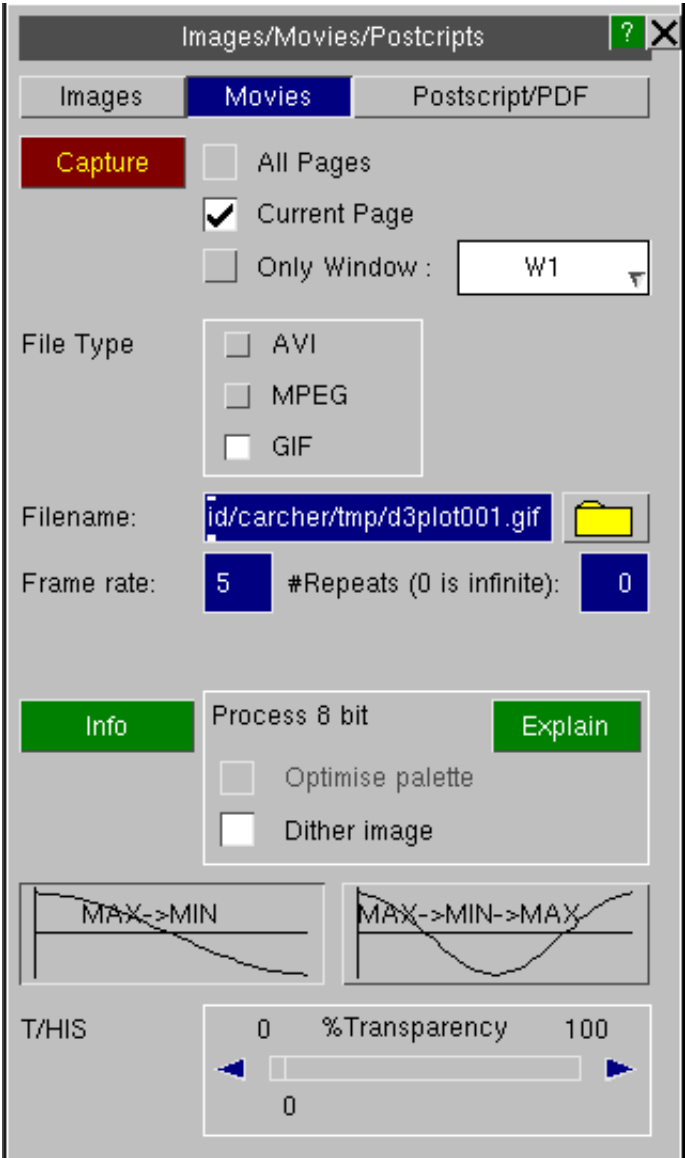 Images/Movies/Postcripts ?
Images Movies Postscript/PDF
Capture All Pages
Current Page
Only Window : W1
File Type AVI
MPEG
GIF
Filename: id/carcher/tmp/d3plot001.gif
Frame rate: 5 #Repeats (0 is infinite): 0
Info Process 8 bit Explain
Optimise palette
Dither image
MAX->MIN MAX->MIN->MAX
T/HIS 0 %Transparency 100
0